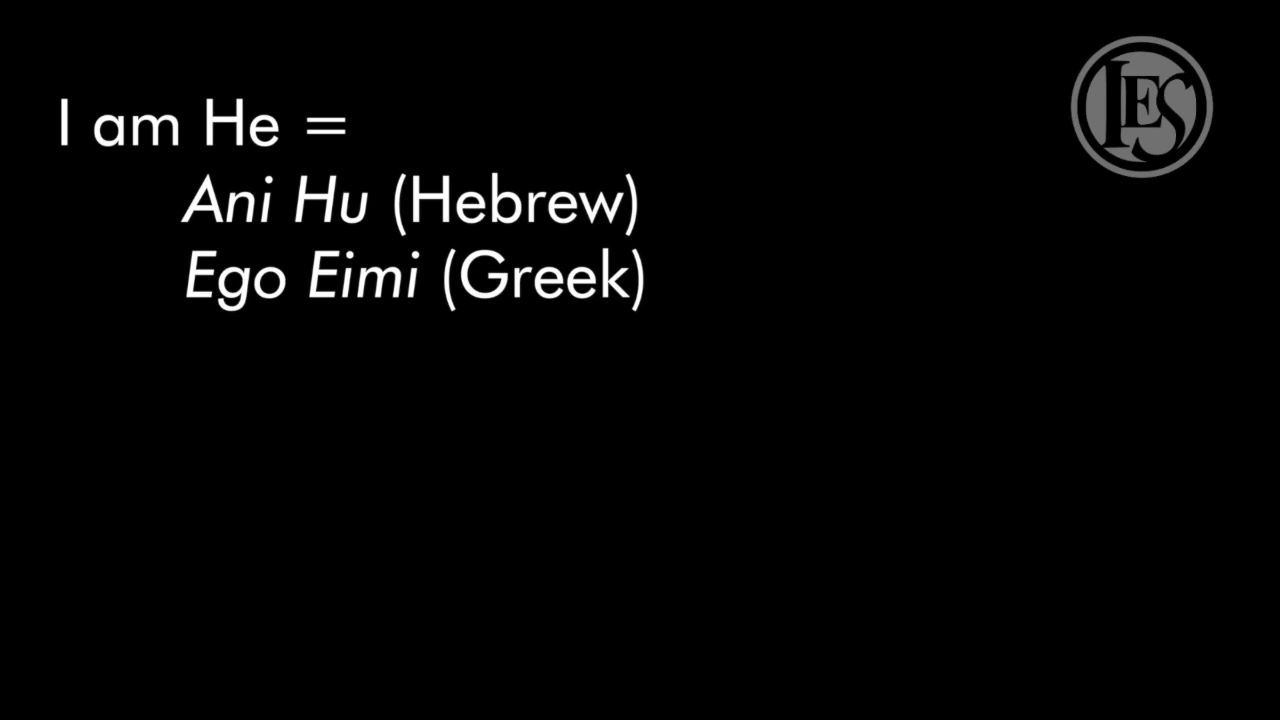 I am He =
Ani Hu (Hebrew)
Ego Eimi (Greek)
IES